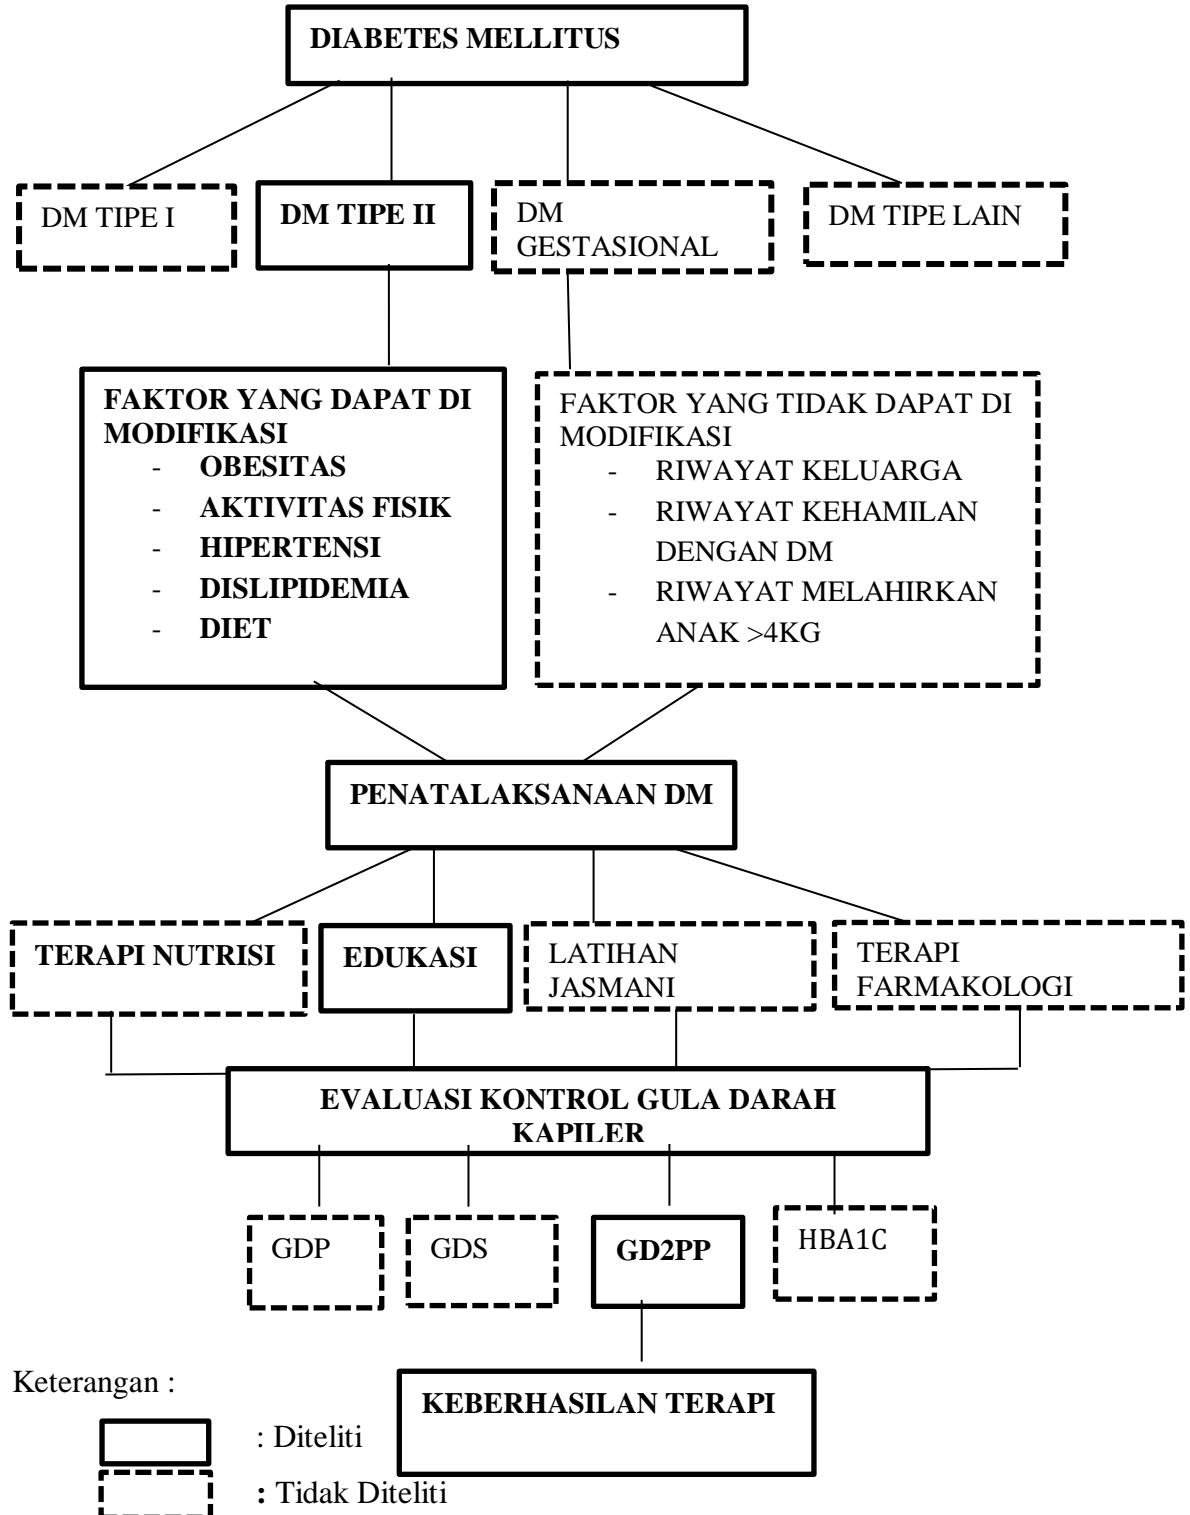 DIABETES MELLITUS
DM TIPE I
DM TIPE II
DM
GESTASIONAL
DM TIPE LAIN
FAKTOR YANG DAPAT DI
MODIFIKASI
- OBESITAS
- AKTIVITAS FISIK
- HIPERTENSI
- DISLIPIDEMIA
- DIET
FAKTOR YANG TIDAK DAPAT DI
MODIFIKASI
- RIWAYAT KELUARGA
- RIWAYAT KEHAMILAN
DENGAN DM
- RIWAYAT MELAHIRKAN
ANAK >4KG
PENATALAKSANAAN DM
TERAPI NUTRISI
EDUKASI
LATIHAN
JASMANI
TERAPI
FARMAKOLOGI
EVALUASI KONTROL GULA DARAH
KAPILER
GDP
GDS
GD2PP
HBA1C
KEBERHASILAN TERAPI
Keterangan :
: Diteliti
: Tidak Diteliti